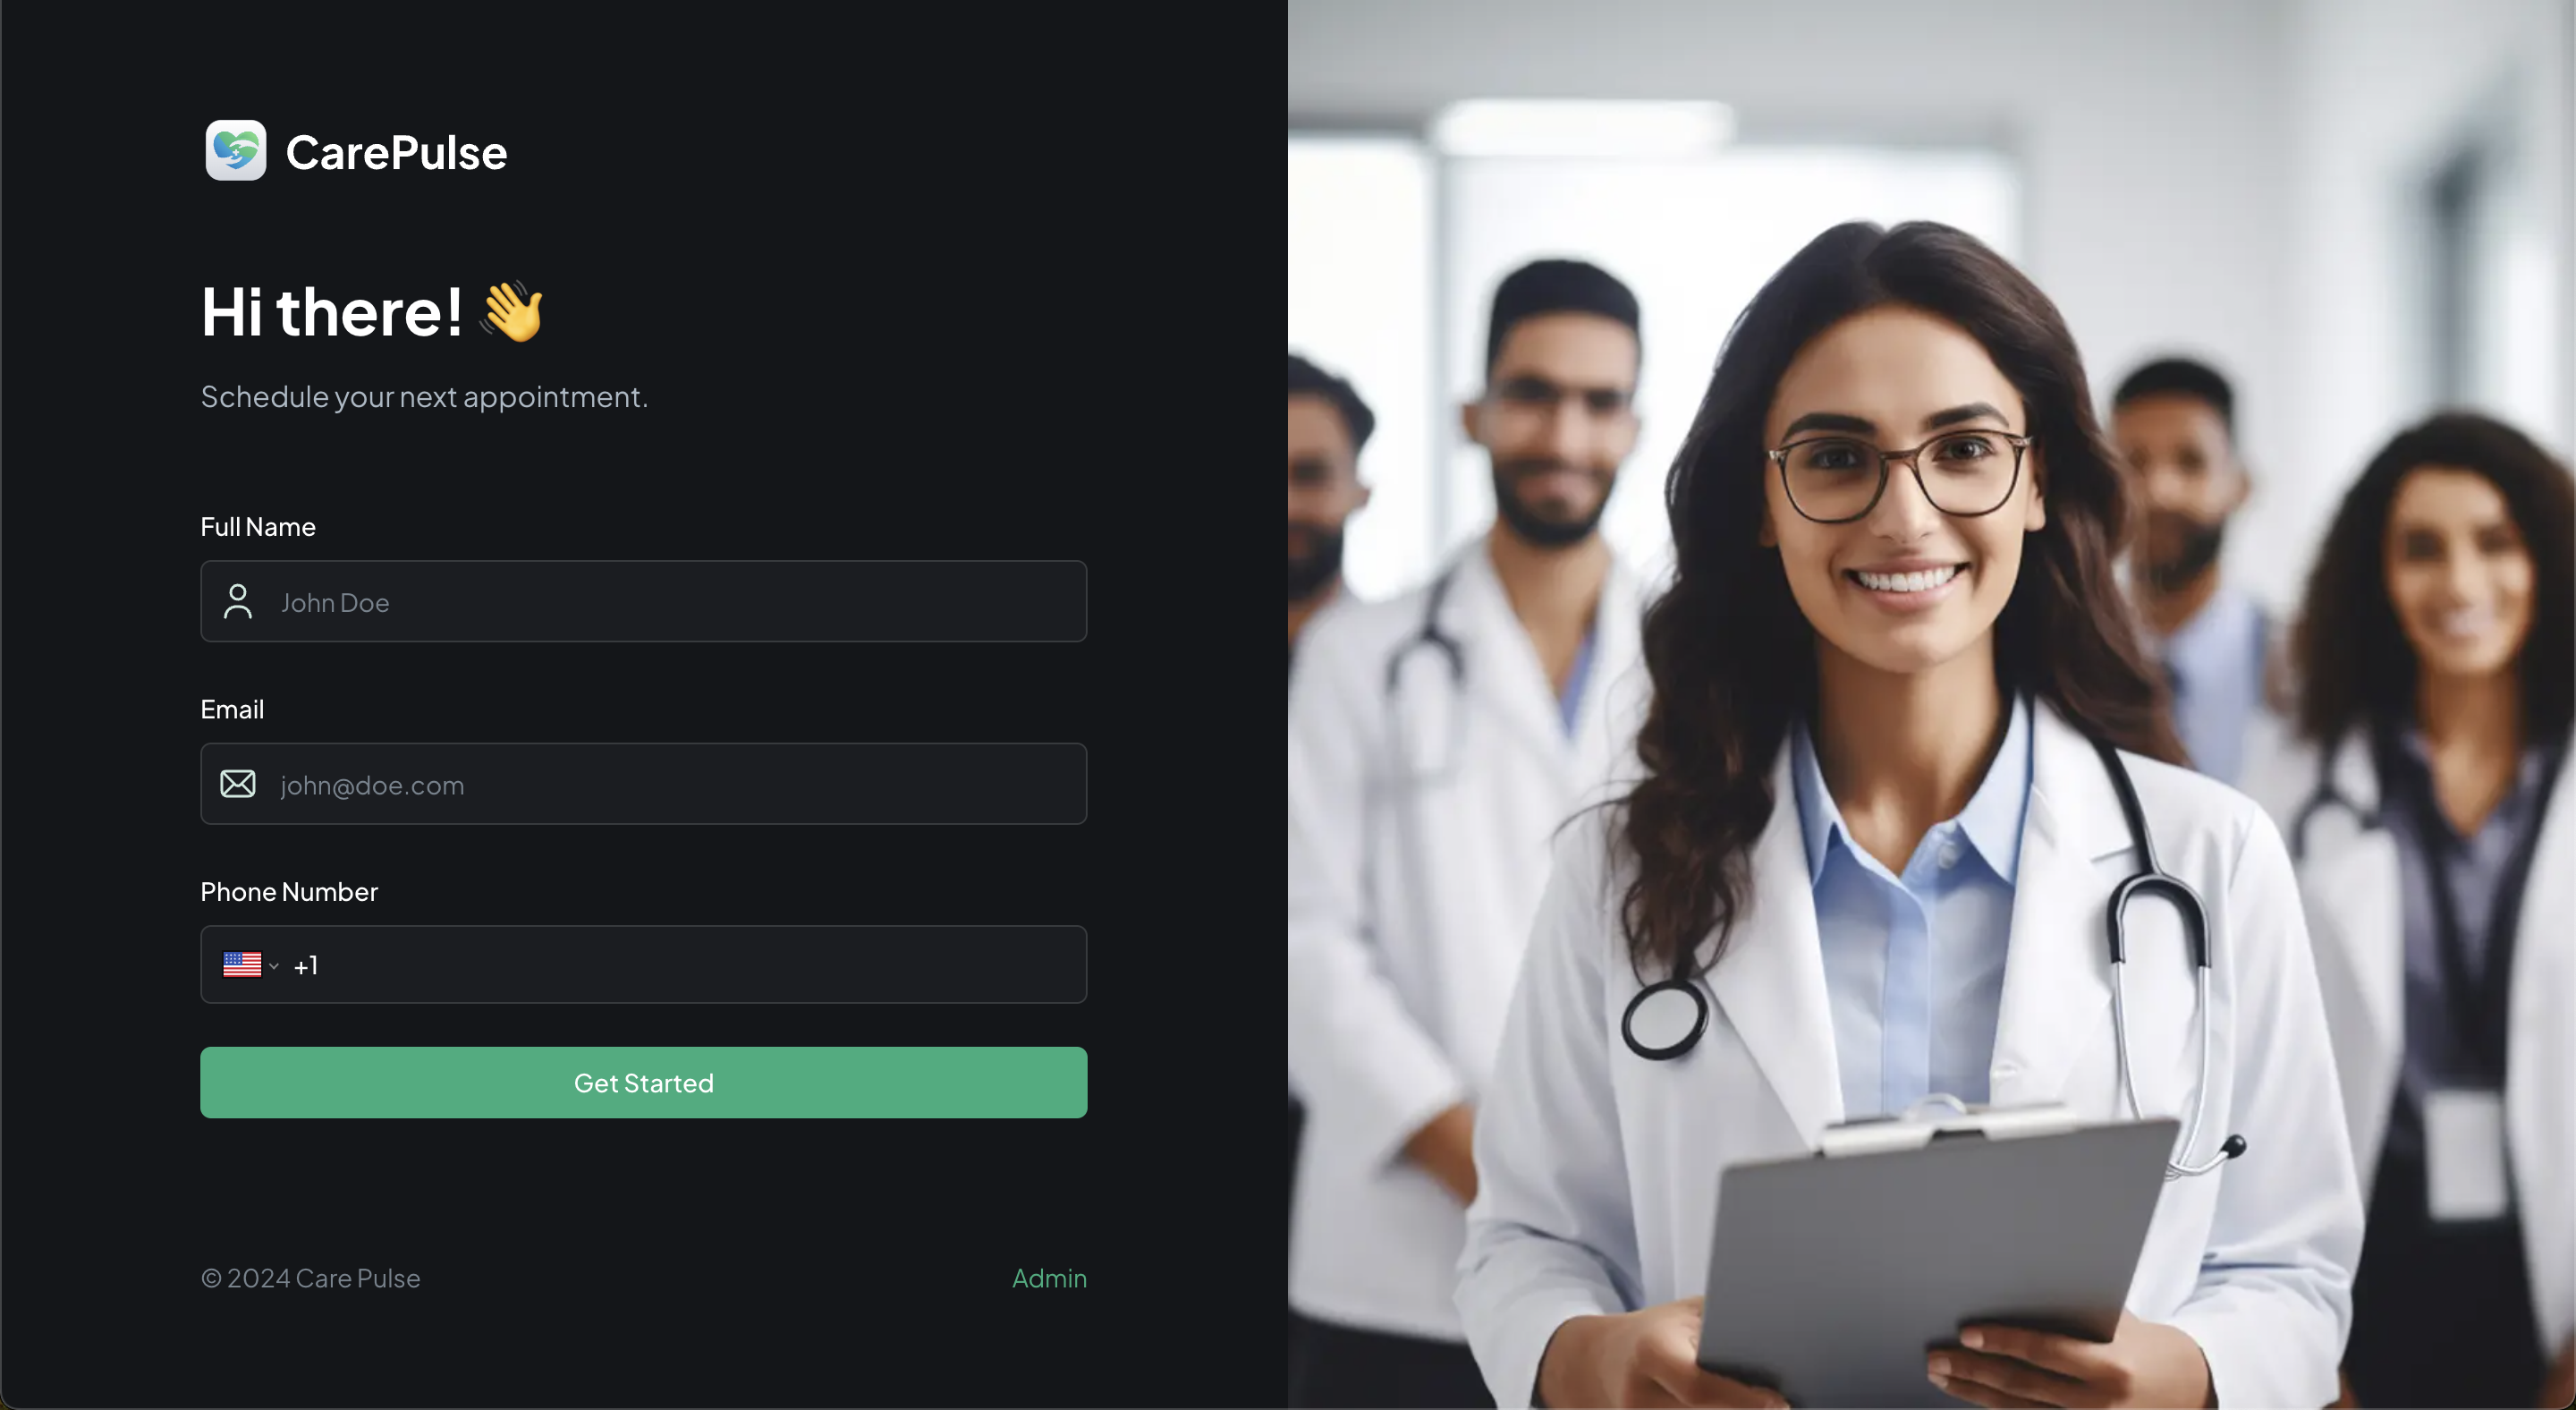 CarePulse
Hi there! 👋
Schedule your next appointment.
Full Name
John Doe
Email
john@doe.com
Phone Number
+1
Get Started
© 2024 Care Pulse
Admin